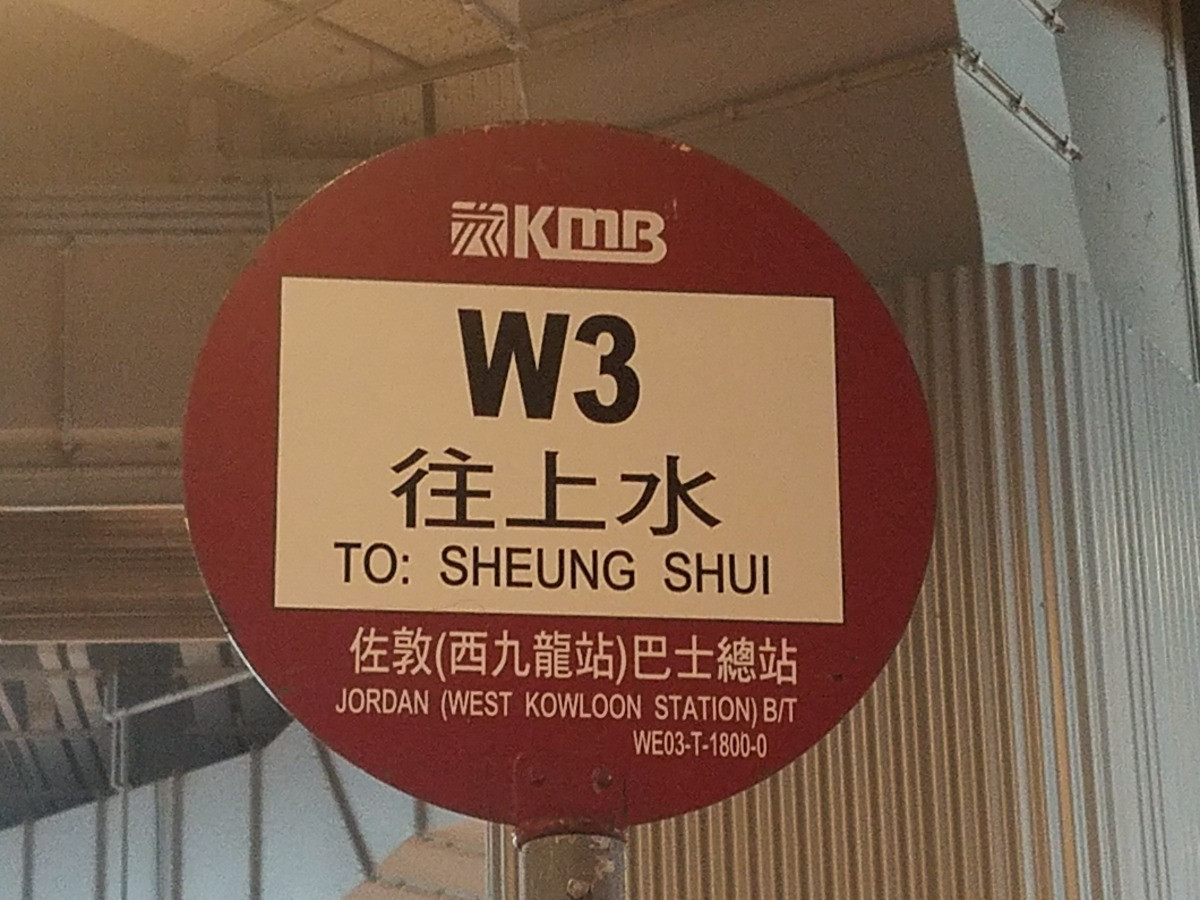 KMB
W3
往上水
TO: SHEUNG SHUI
佐敦(西九龍站)巴士總站
JORDAN (WEST KOWLOON STATION) B/T
WE03-T-1800-0